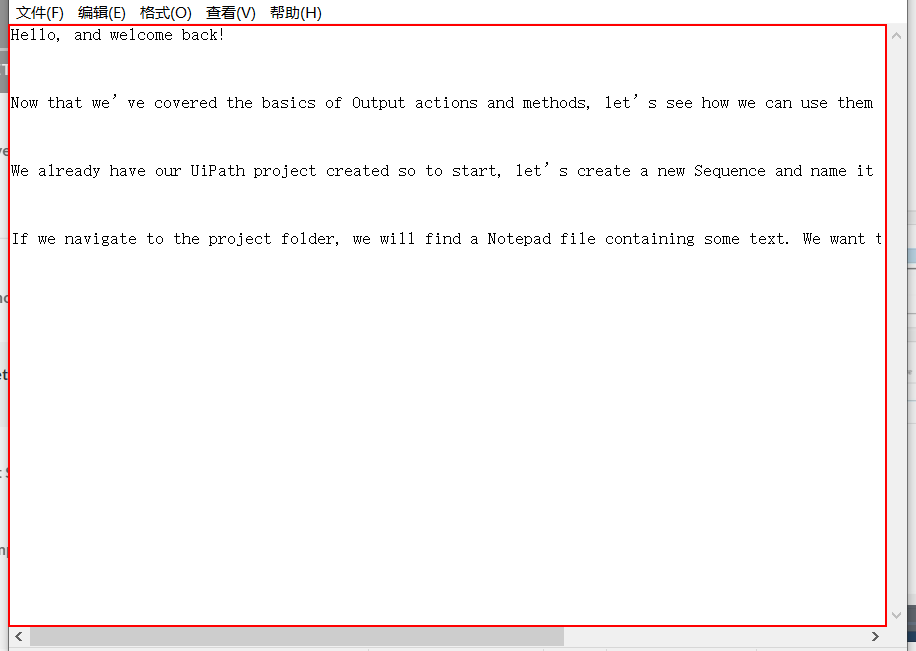 文件(F) 编辑(E) 格式(O) 查看(V) 帮助(H)
Hello, and welcome back!
Now that we’ve covered the basics of Output actions and methods, let’s see how we can use them
We already have our UiPath project created so to start, let’s create a new Sequence and name it
If we navigate to the project folder, we will find a Notepad file containing some text. We want t